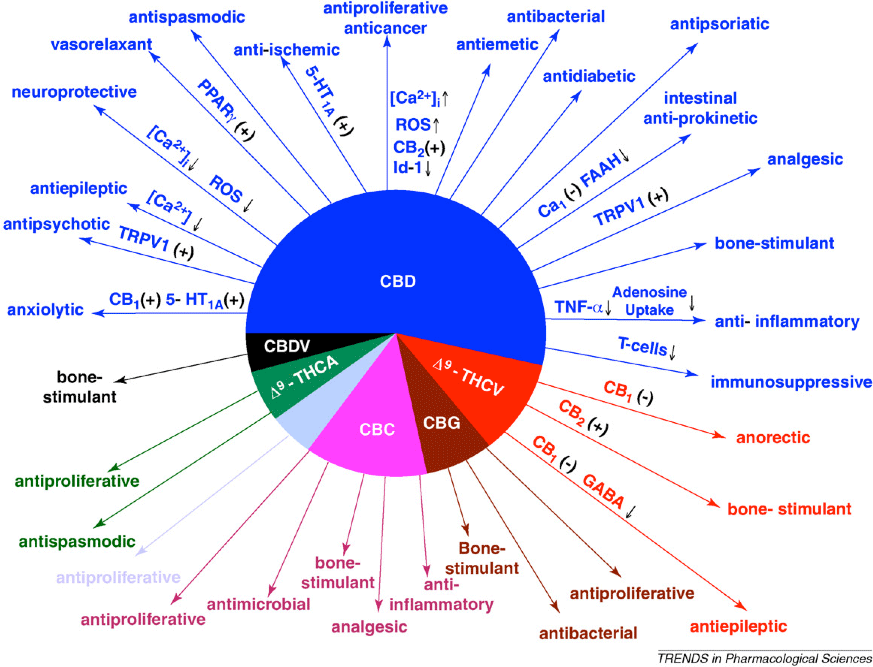 antiproliferative
anticancer
antispasmodic
antibacterial
antipsoriatic
vasorelaxant
anti-ischemic
antiemetic
neuroprotective
antidiabetic
intestinal
anti-prokinetic
5-HT1A (+)
PPARγ (+)
[Ca2+]i↑
ROS↑
CB2(+)
Id-1↓
[Ca2+]i↓ ROS↓
Ca1(-) FAAH↓
analgesic
antiepileptic
[Ca2+]↓
TRPV1 (+)
antipsychotic
TRPV1 (+)
bone-stimulant
CBD
anxiolytic
CB1(+) 5- HT1A(+)
TNF-α↓
Adenosine
Uptake↓
anti- inflammatory
T-cells↓
immunosuppressive
CBDV
Δ9 - THCA
Δ9 - THCV
CBC
CBG
bone-
stimulant
CB1 (-)
anorectic
CB2 (+)
bone- stimulant
CB1 (-) GABA↓
antiepileptic
antiproliferative
antispasmodic
antiproliferative
antiproliferative
antimicrobial
bone-
stimulant
analgesic
anti-
inflammatory
Bone-
stimulant
antibacterial
antiproliferative
TRENDS in Pharmacological Sciences